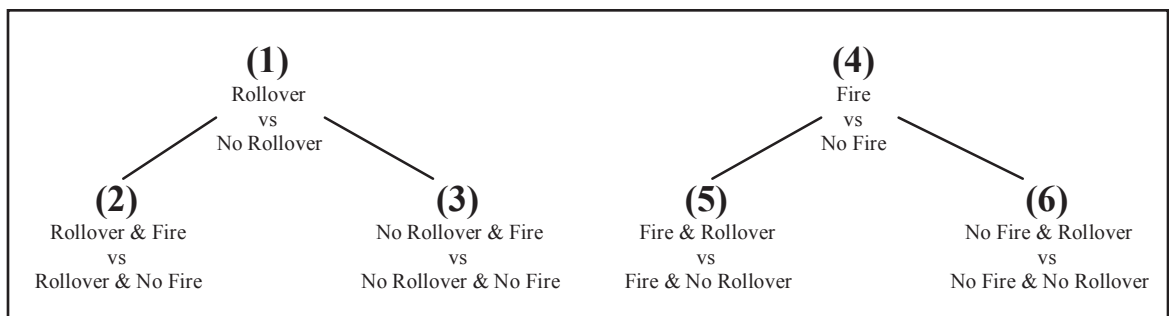 (1)
Rollover
vs
No Rollover
(4)
Fire
vs
No Fire
(2)
Rollover & Fire
vs
Rollover & No Fire
(3)
No Rollover & Fire
vs
No Rollover & No Fire
(5)
Fire & Rollover
vs
Fire & No Rollover
(6)
No Fire & Rollover
vs
No Fire & No Rollover